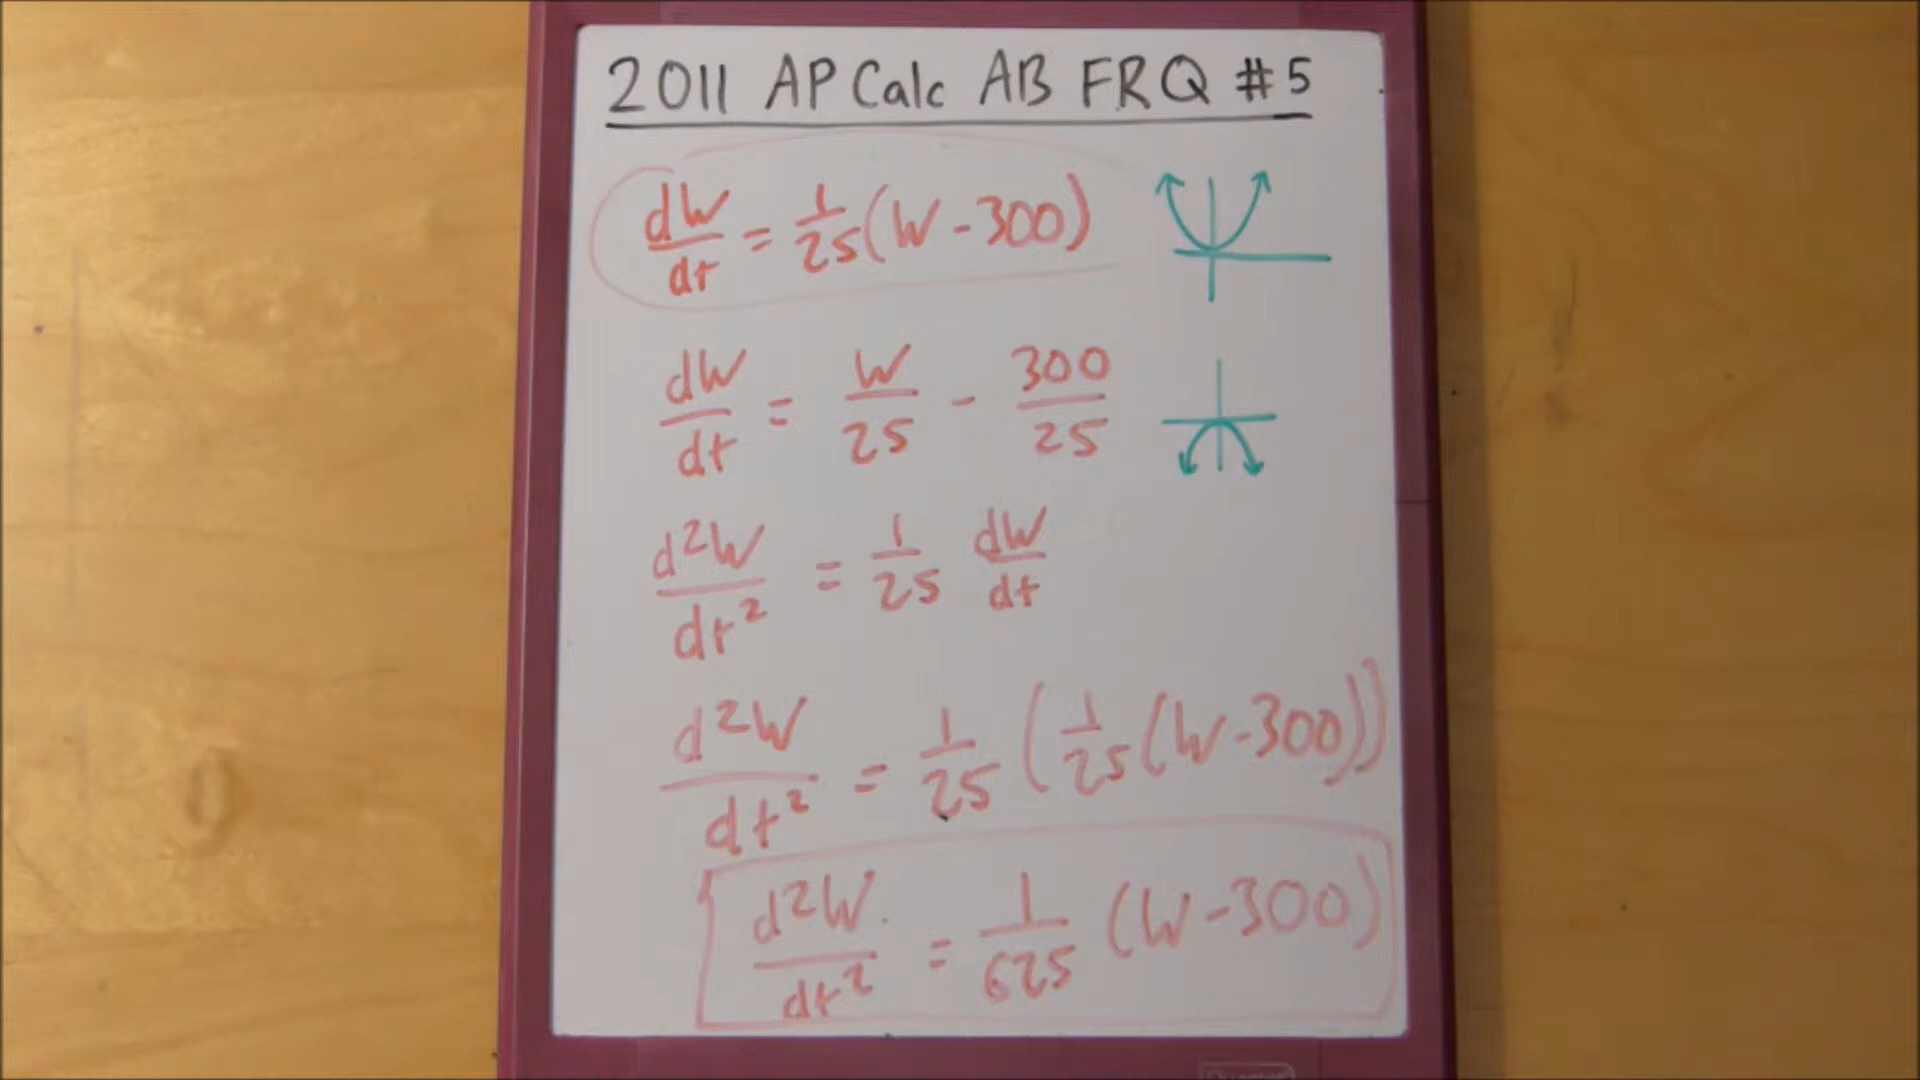 2011 AP Calc AB FRQ #5
dW/dt = 1/25 (W - 300)
dW/dt = W/25 - 300/25
d²W/dt² = 1/25 dW/dt
d²W/dt² = 1/25 (1/25 (W - 300))
d²W/dt² = 1/625 (W - 300)